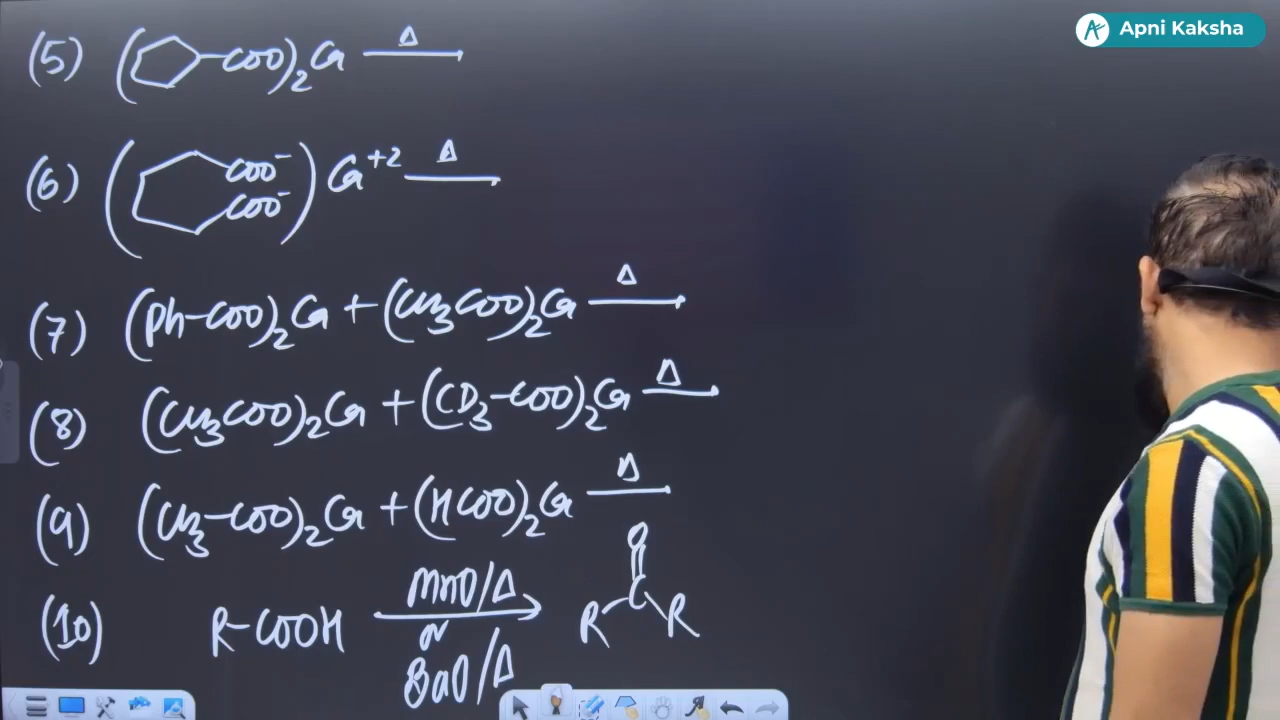 Apni Kaksha
(5) (⬠-COO)₂Ca Δ→
(6) (COO⁻ COO⁻) Ca⁺² Δ→
(7) (Ph-COO)₂Ca + (CH₃COO)₂Ca Δ→
(8) (CH₃COO)₂Ca + (CD₃-COO)₂Ca Δ→
(9) (CH₃-COO)₂Ca + (HCOO)₂Ca Δ→
(10) R-COOH MnO/Δ or BaO/Δ → R C R O